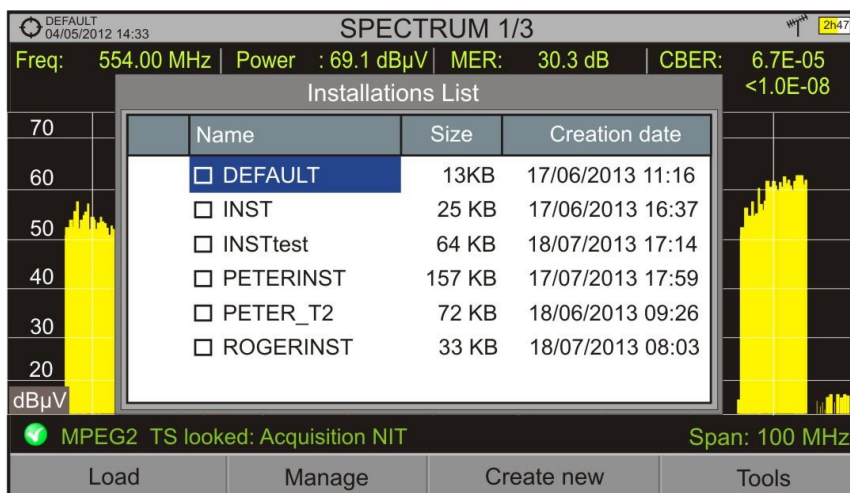 DEFAULT
04/05/2012 14:33
SPECTRUM 1/3
2h47
Freq: 554.00 MHz | Power : 69.1 dBµV | MER: 30.3 dB | CBER: 6.7E-05
<1.0E-08
Installations List
Name Size Creation date
DEFAULT 13KB 17/06/2013 11:16
INST 25 KB 17/06/2013 16:37
INSTtest 64 KB 18/07/2013 17:14
PETERINST 157 KB 17/07/2013 17:59
PETER_T2 72 KB 18/06/2013 09:26
ROGERINST 33 KB 18/07/2013 08:03
70
60
50
40
30
20
dBµV
MPEG2 TS looked: Acquisition NIT Span: 100 MHz
Load Manage Create new Tools